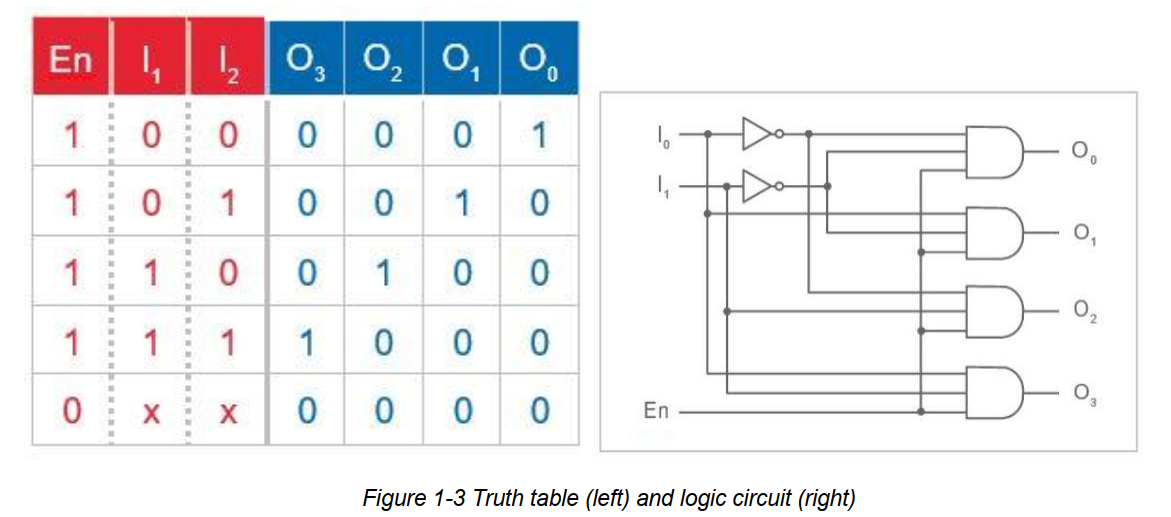 En I₁ I₂ O₃ O₂ O₁ O₀
1 0 0 0 0 0 1
1 0 1 0 0 1 0
1 1 0 0 1 0 0
1 1 1 1 0 0 0
0 x x 0 0 0 0
I₀
O₀
I₁
O₁
O₂
O₃
En
Figure 1-3 Truth table (left) and logic circuit (right)